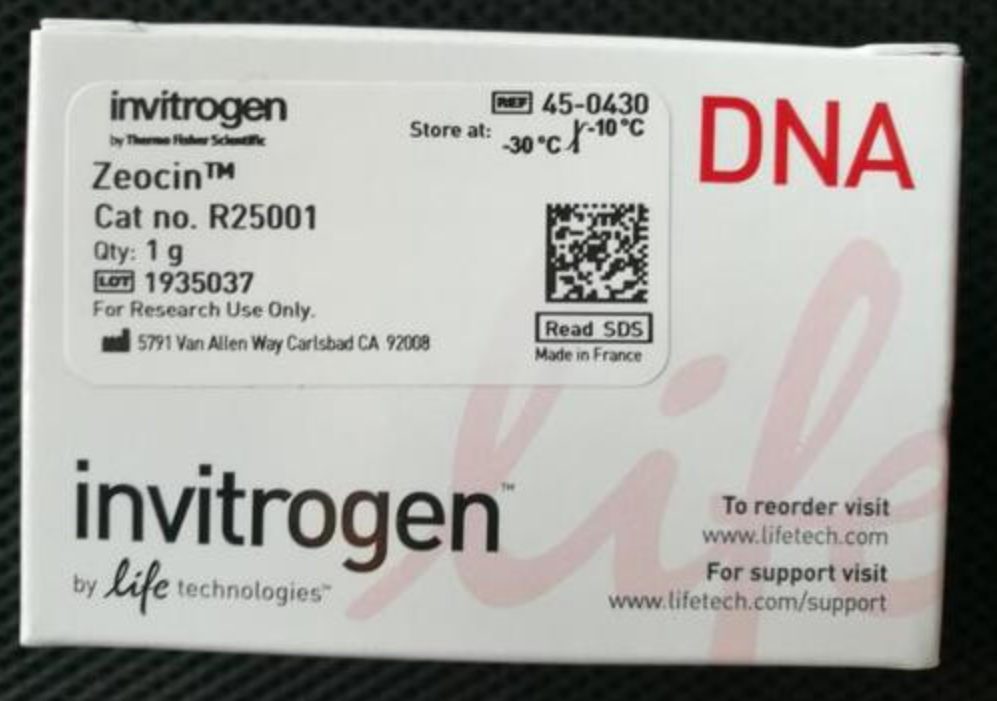 invitrogen
by Thermo Fisher Scientific
REF 45-0430
Store at: -30 °C -10 °C
Zeocin™
Cat no. R25001
Qty: 1 g
LOT 1935037
For Research Use Only.
5791 Van Allen Way Carlsbad CA 92008
Read SDS
Made in France
DNA
life
invitrogen™
by life technologies™
To reorder visit
www.lifetech.com
For support visit
www.lifetech.com/support